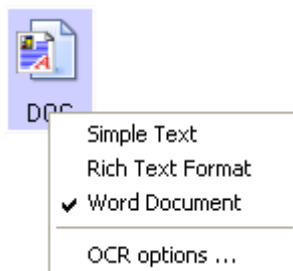 DOC
Simple Text
Rich Text Format
Word Document
OCR options ...